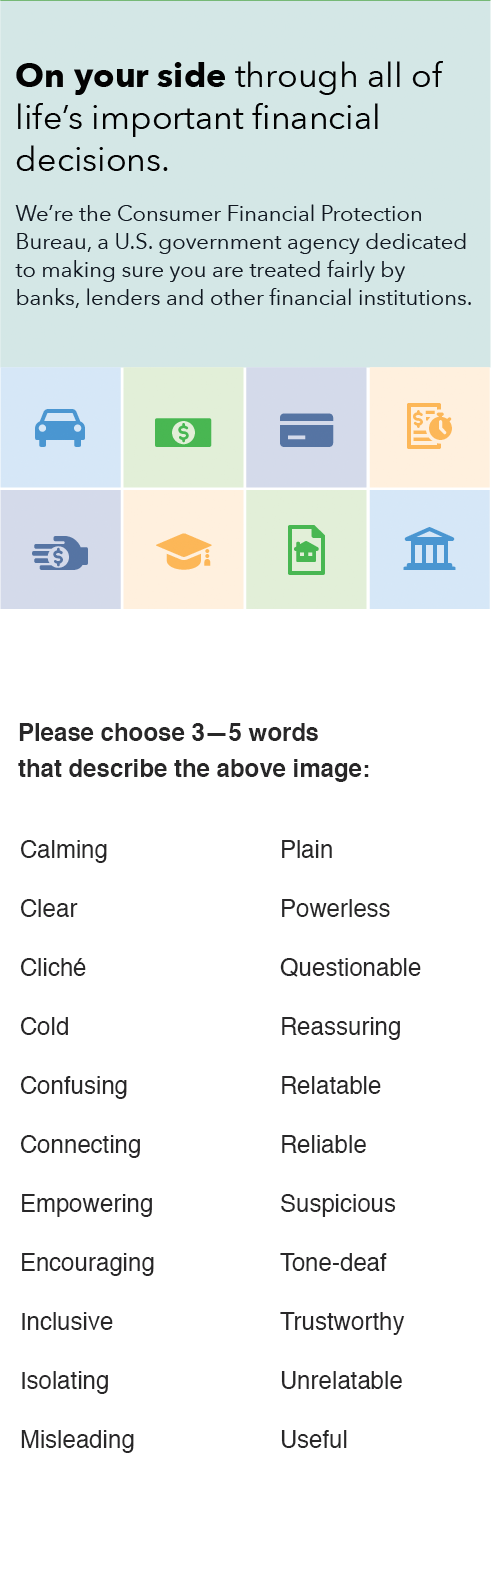 On your side through all of
life's important financial
decisions.
We're the Consumer Financial Protection
Bureau, a U.S. government agency dedicated
to making sure you are treated fairly by
banks, lenders and other financial institutions.
$
$
$
Please choose 3—5 words
that describe the above image:
Calming
Clear
Cliché
Cold
Confusing
Connecting
Empowering
Encouraging
Inclusive
Isolating
Misleading
Plain
Powerless
Questionable
Reassuring
Relatable
Reliable
Suspicious
Tone-deaf
Trustworthy
Unrelatable
Useful